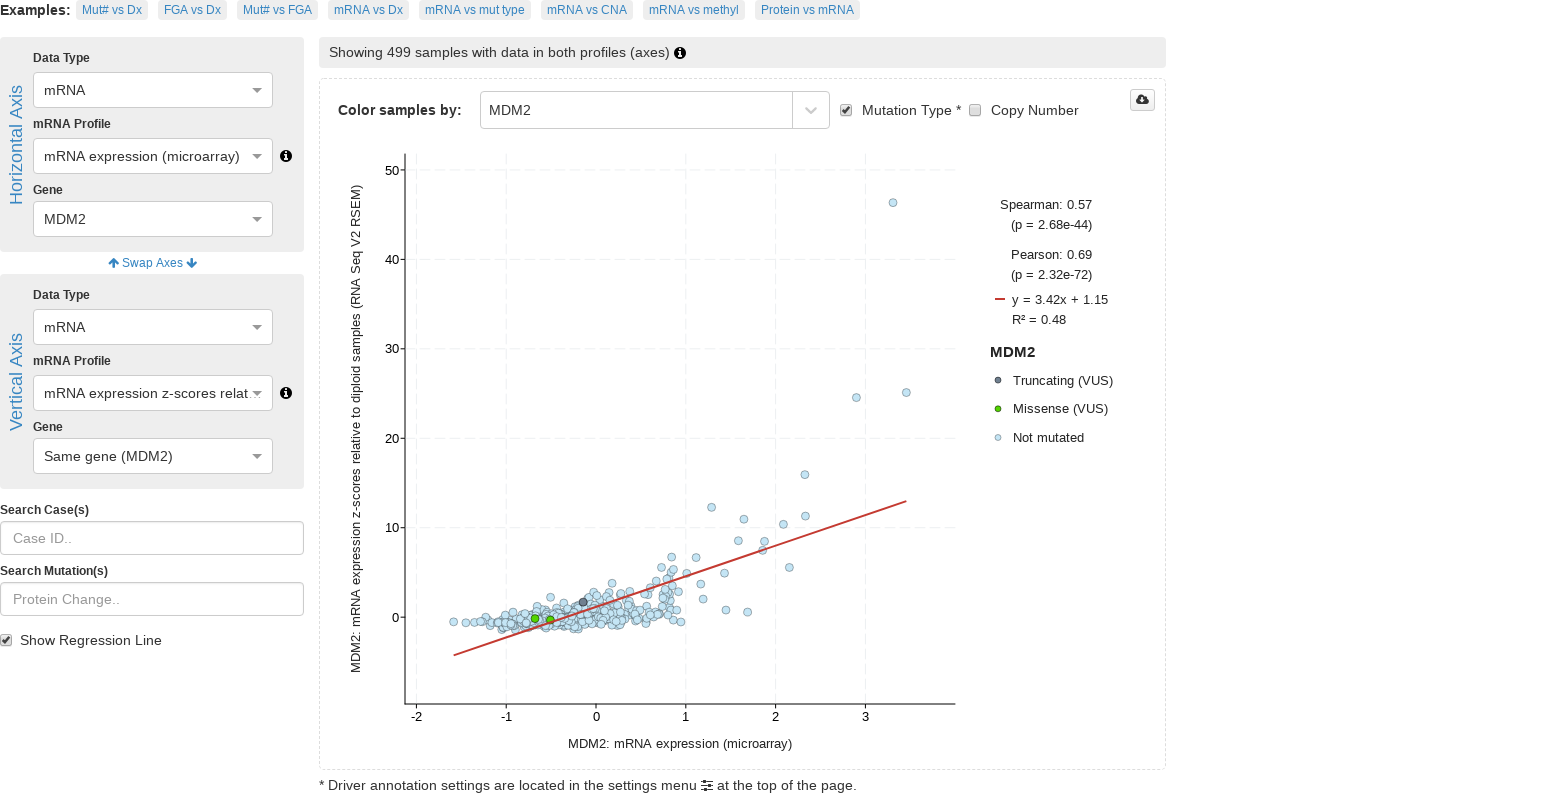 Examples: Mut# vs Dx FGA vs Dx Mut# vs FGA mRNA vs Dx mRNA vs mut type mRNA vs CNA mRNA vs methyl Protein vs mRNA
Horizontal Axis
Data Type
mRNA
mRNA Profile
mRNA expression (microarray)
Gene
MDM2
Swap Axes
Vertical Axis
Data Type
mRNA
mRNA Profile
mRNA expression z-scores relat...
Gene
Same gene (MDM2)
Search Case(s)
Case ID..
Search Mutation(s)
Protein Change..
Show Regression Line
Showing 499 samples with data in both profiles (axes)
Color samples by: MDM2 Mutation Type * Copy Number
MDM2: mRNA expression z-scores relative to diploid samples (RNA Seq V2 RSEM)
50
40
30
20
10
0
-2 -1 0 1 2 3
MDM2: mRNA expression (microarray)
Spearman: 0.57
(p = 2.68e-44)
Pearson: 0.69
(p = 2.32e-72)
y = 3.42x + 1.15
R² = 0.48
MDM2
Truncating (VUS)
Missense (VUS)
Not mutated
* Driver annotation settings are located in the settings menu at the top of the page.